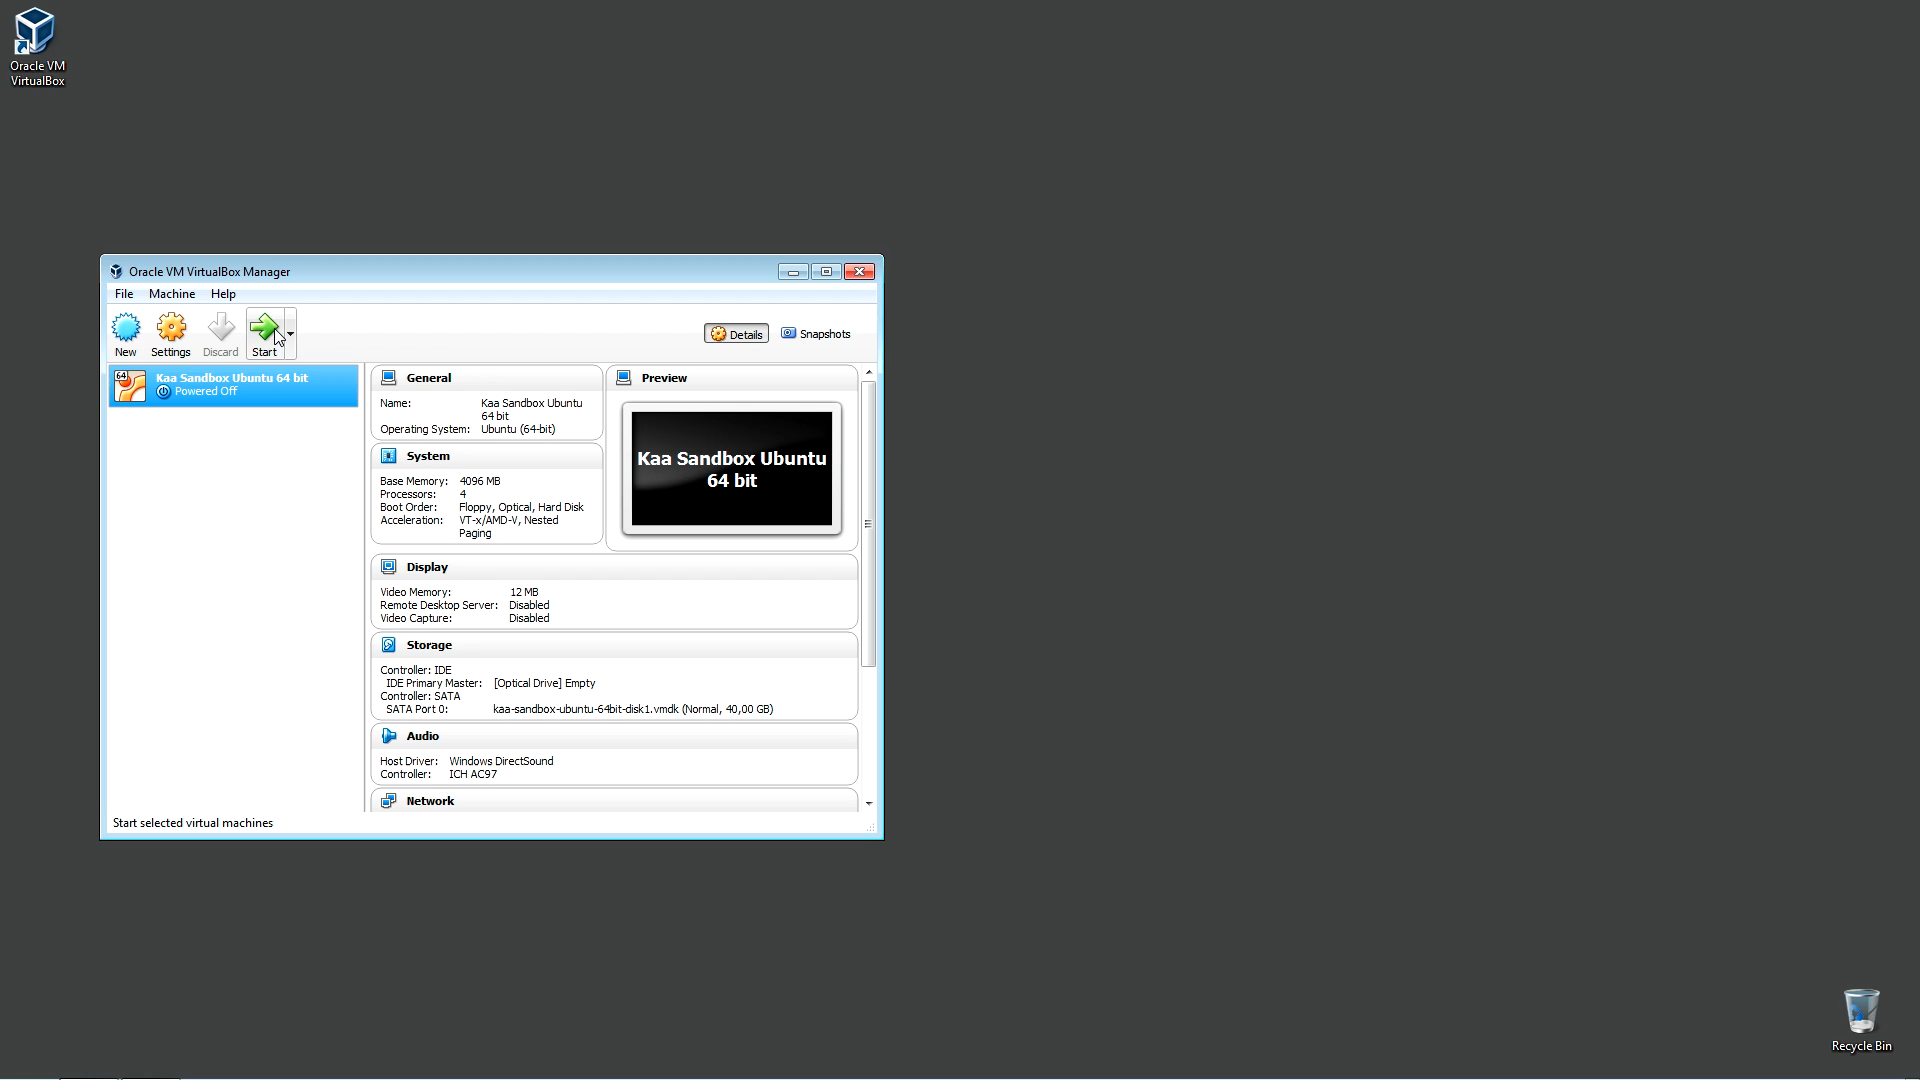 Oracle VM
VirtualBox
Oracle VM VirtualBox Manager
File Machine Help
New Settings Discard Start
Details Snapshots
64
Kaa Sandbox Ubuntu 64 bit
Powered Off
General
Name: Kaa Sandbox Ubuntu
64 bit
Operating System: Ubuntu (64-bit)
System
Base Memory: 4096 MB
Processors: 4
Boot Order: Floppy, Optical, Hard Disk
Acceleration: VT-x/AMD-V, Nested
Paging
Preview
Kaa Sandbox Ubuntu
64 bit
Display
Video Memory: 12 MB
Remote Desktop Server: Disabled
Video Capture: Disabled
Storage
Controller: IDE
IDE Primary Master: [Optical Drive] Empty
Controller: SATA
SATA Port 0: kaa-sandbox-ubuntu-64bit-disk1.vmdk (Normal, 40,00 GB)
Audio
Host Driver: Windows DirectSound
Controller: ICH AC97
Network
Start selected virtual machines
Recycle Bin